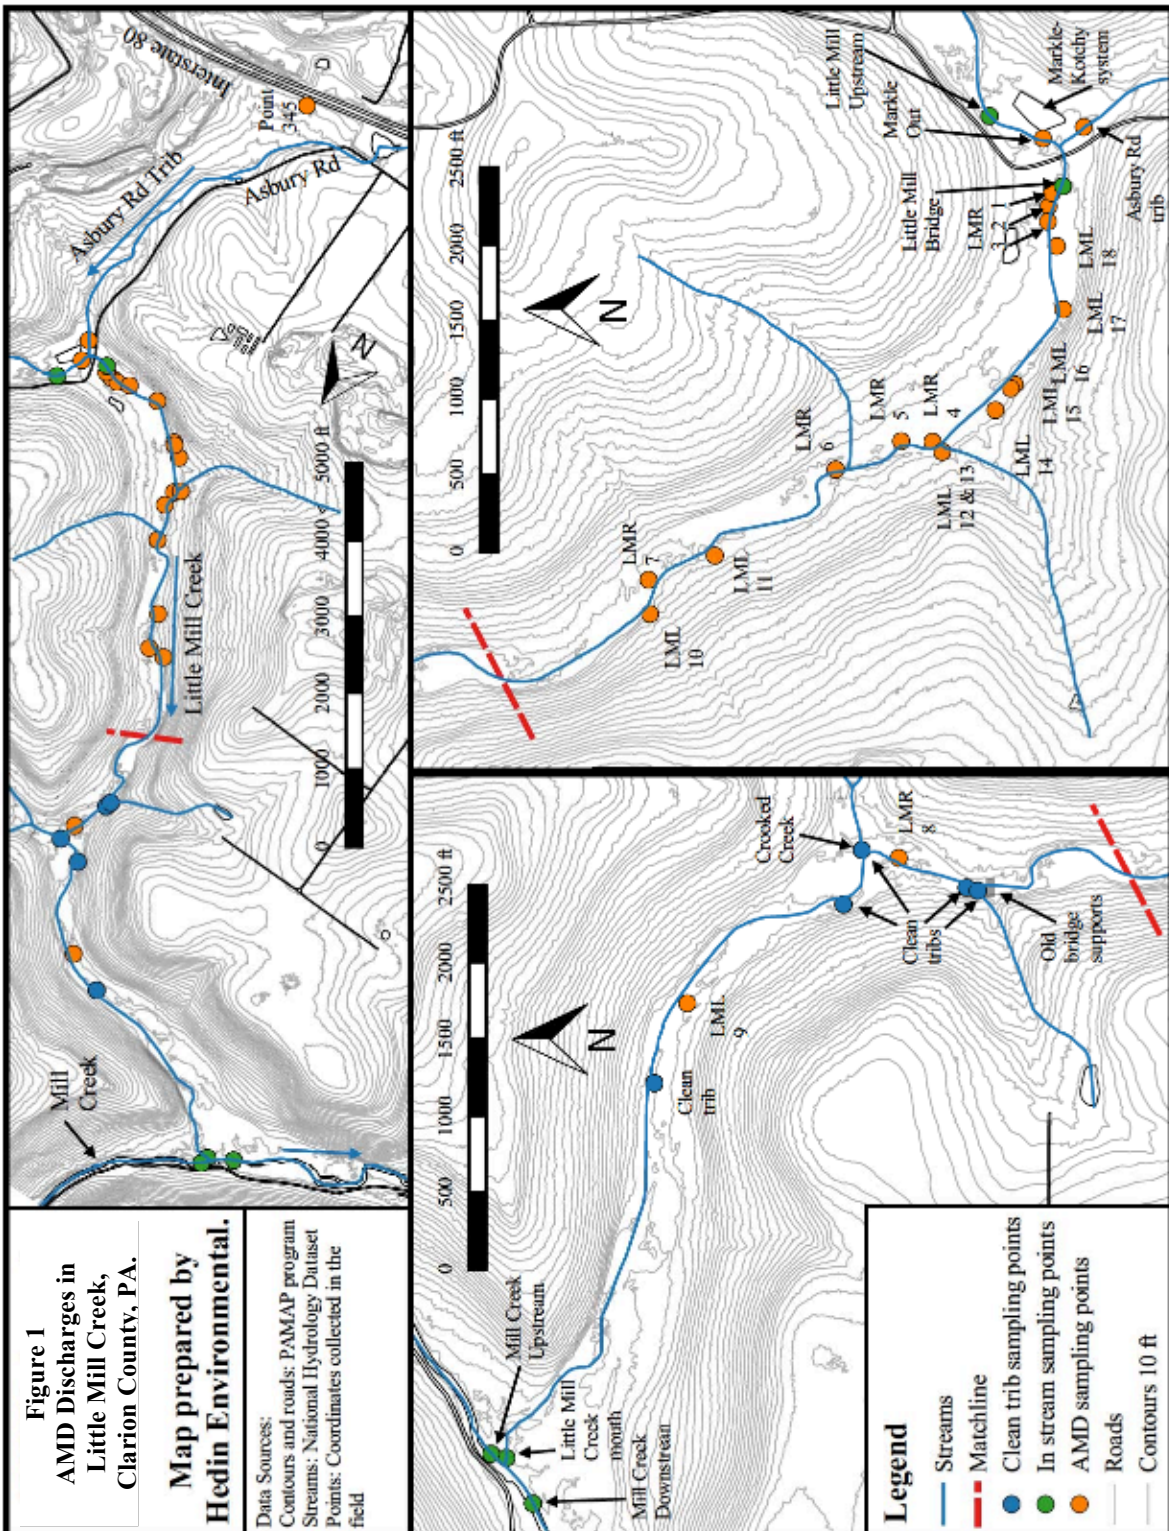 Figure 1
AMD Discharges in
Little Mill Creek,
Clarion County, PA.
Map prepared by
Hedin Environmental.
Data Sources:
Contours and roads: PAMAP program
Streams: National Hydrology Dataset
Points: Coordinates collected in the
field
Mill
Creek
Little Mill Creek
Asbury Rd Trib
Asbury Rd
Interstate 80
Point
345
N
0 1000 2000 3000 4000 5000 ft
Legend
Streams
Matchline
Clean trib sampling points
In stream sampling points
AMD sampling points
Roads
Contours 10 ft
Mill Creek
Upstream
Little Mill
Creek
mouth
Mill Creek
Downstrean
0 500 1000 1500 2000 2500 ft
N
Clean
trib
LML
9
Crooked
Creek
LMR
8
Clean
tribs
Old
bridge
supports
0 500 1000 1500 2000 2500 ft
N
LML
10
LMR
7
LML
11
LMR
6
LMR
5
LMR
4
LML
12 & 13
LML
14
LML
15
LML
16
LML
17
LML
18
LMR
3 2 1
Little Mill
Bridge
Markle
Out
Little Mill
Upstream
Markle-
Kotchy
system
Asbury Rd
trib